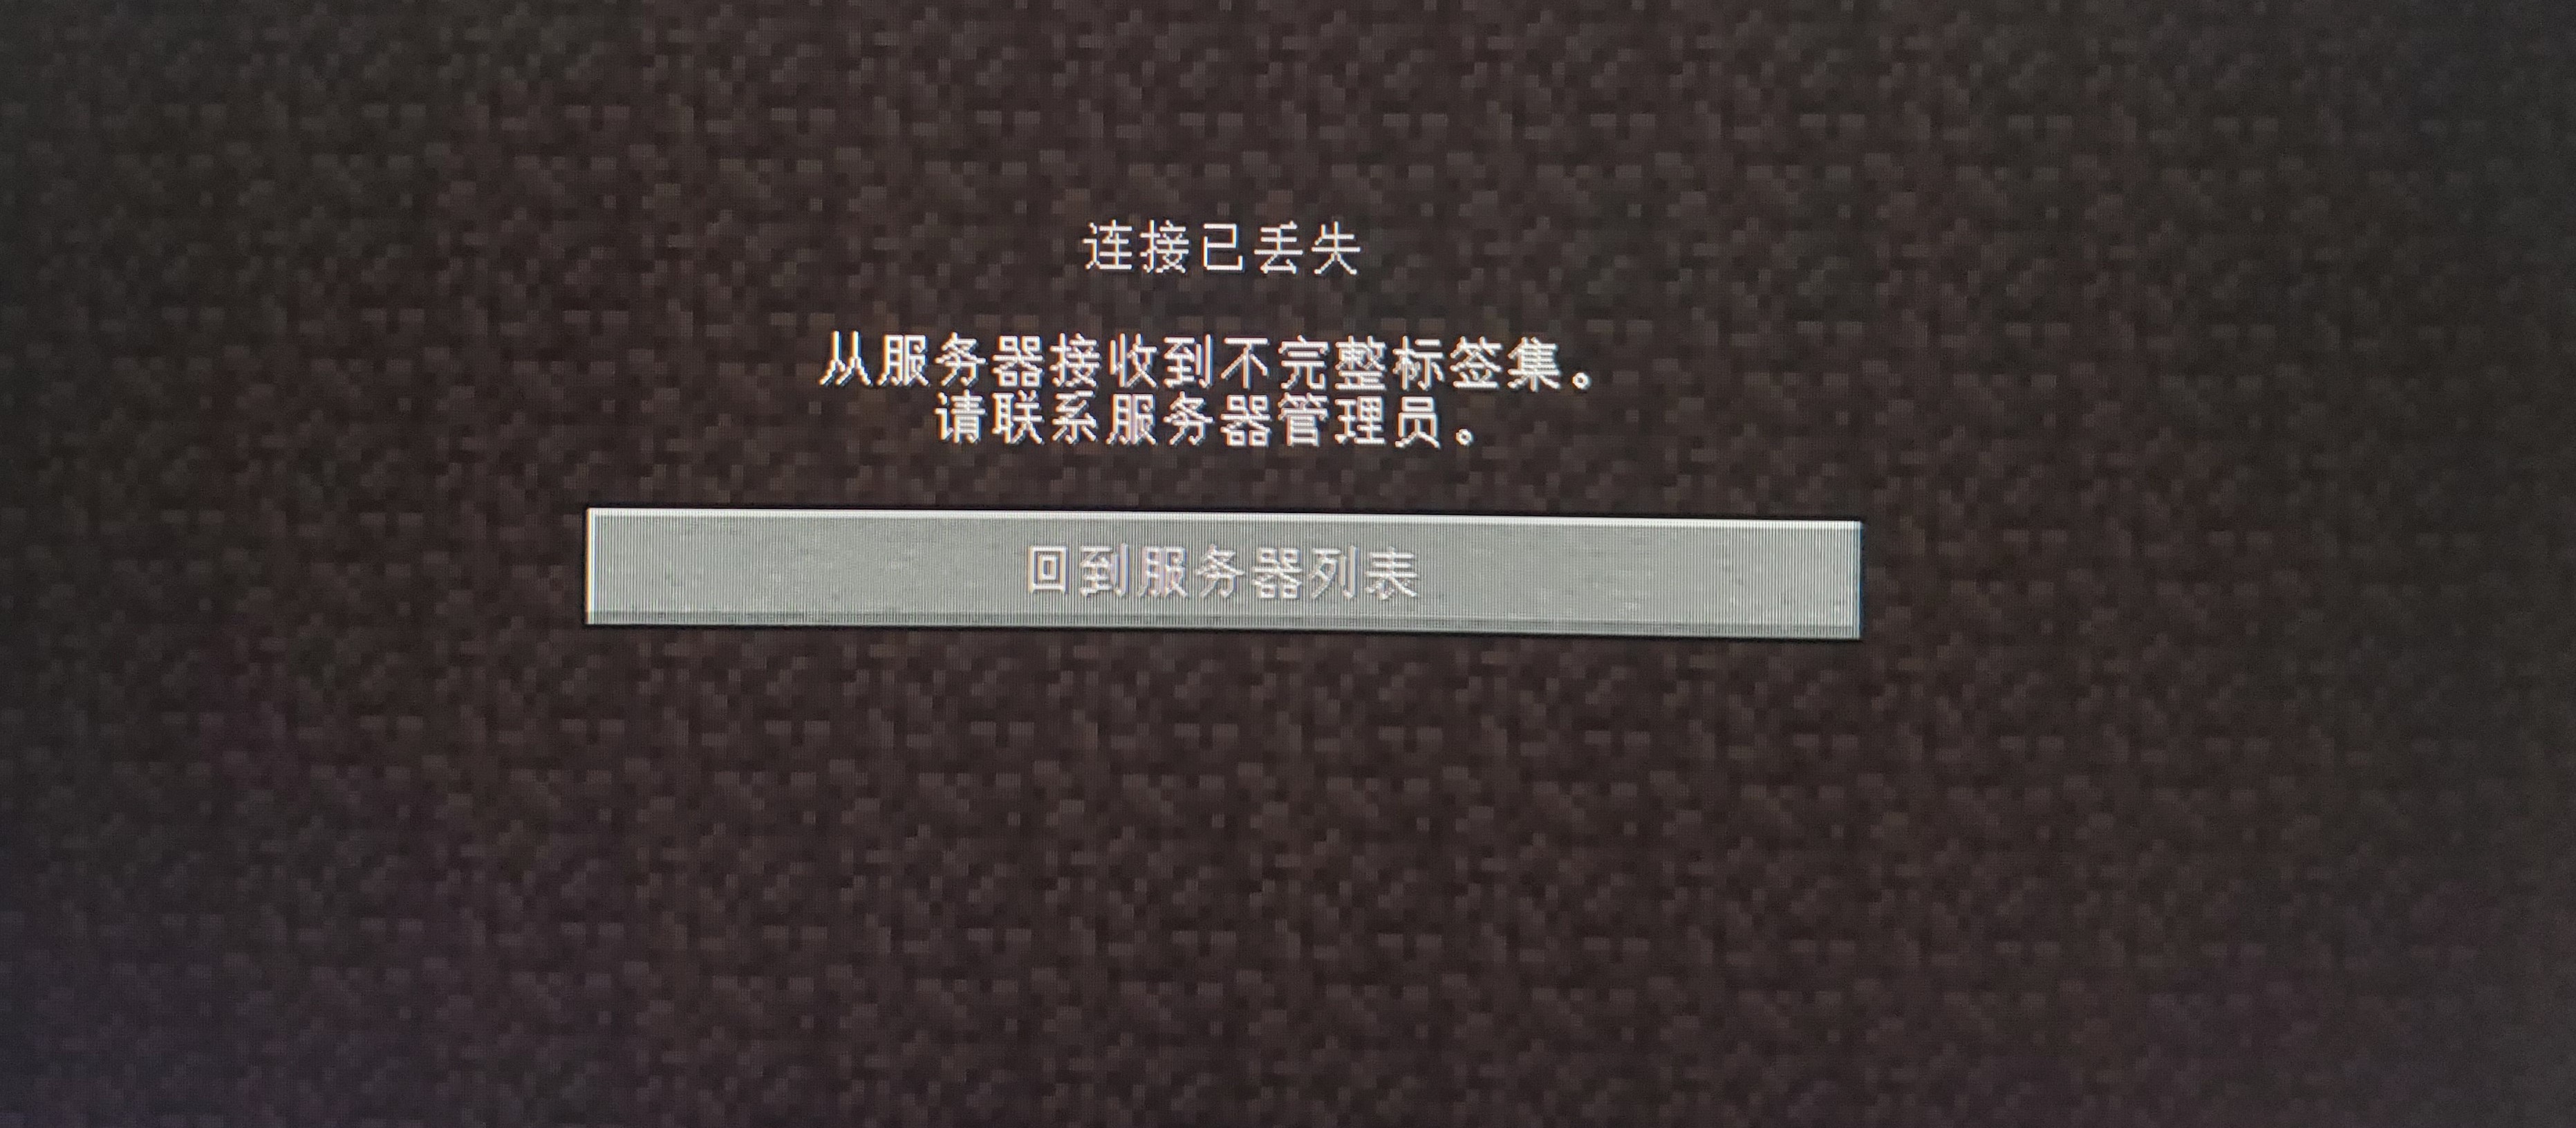 连接已丢失
从服务器接收到不完整标签集。
请联系服务器管理员。
回到服务器列表